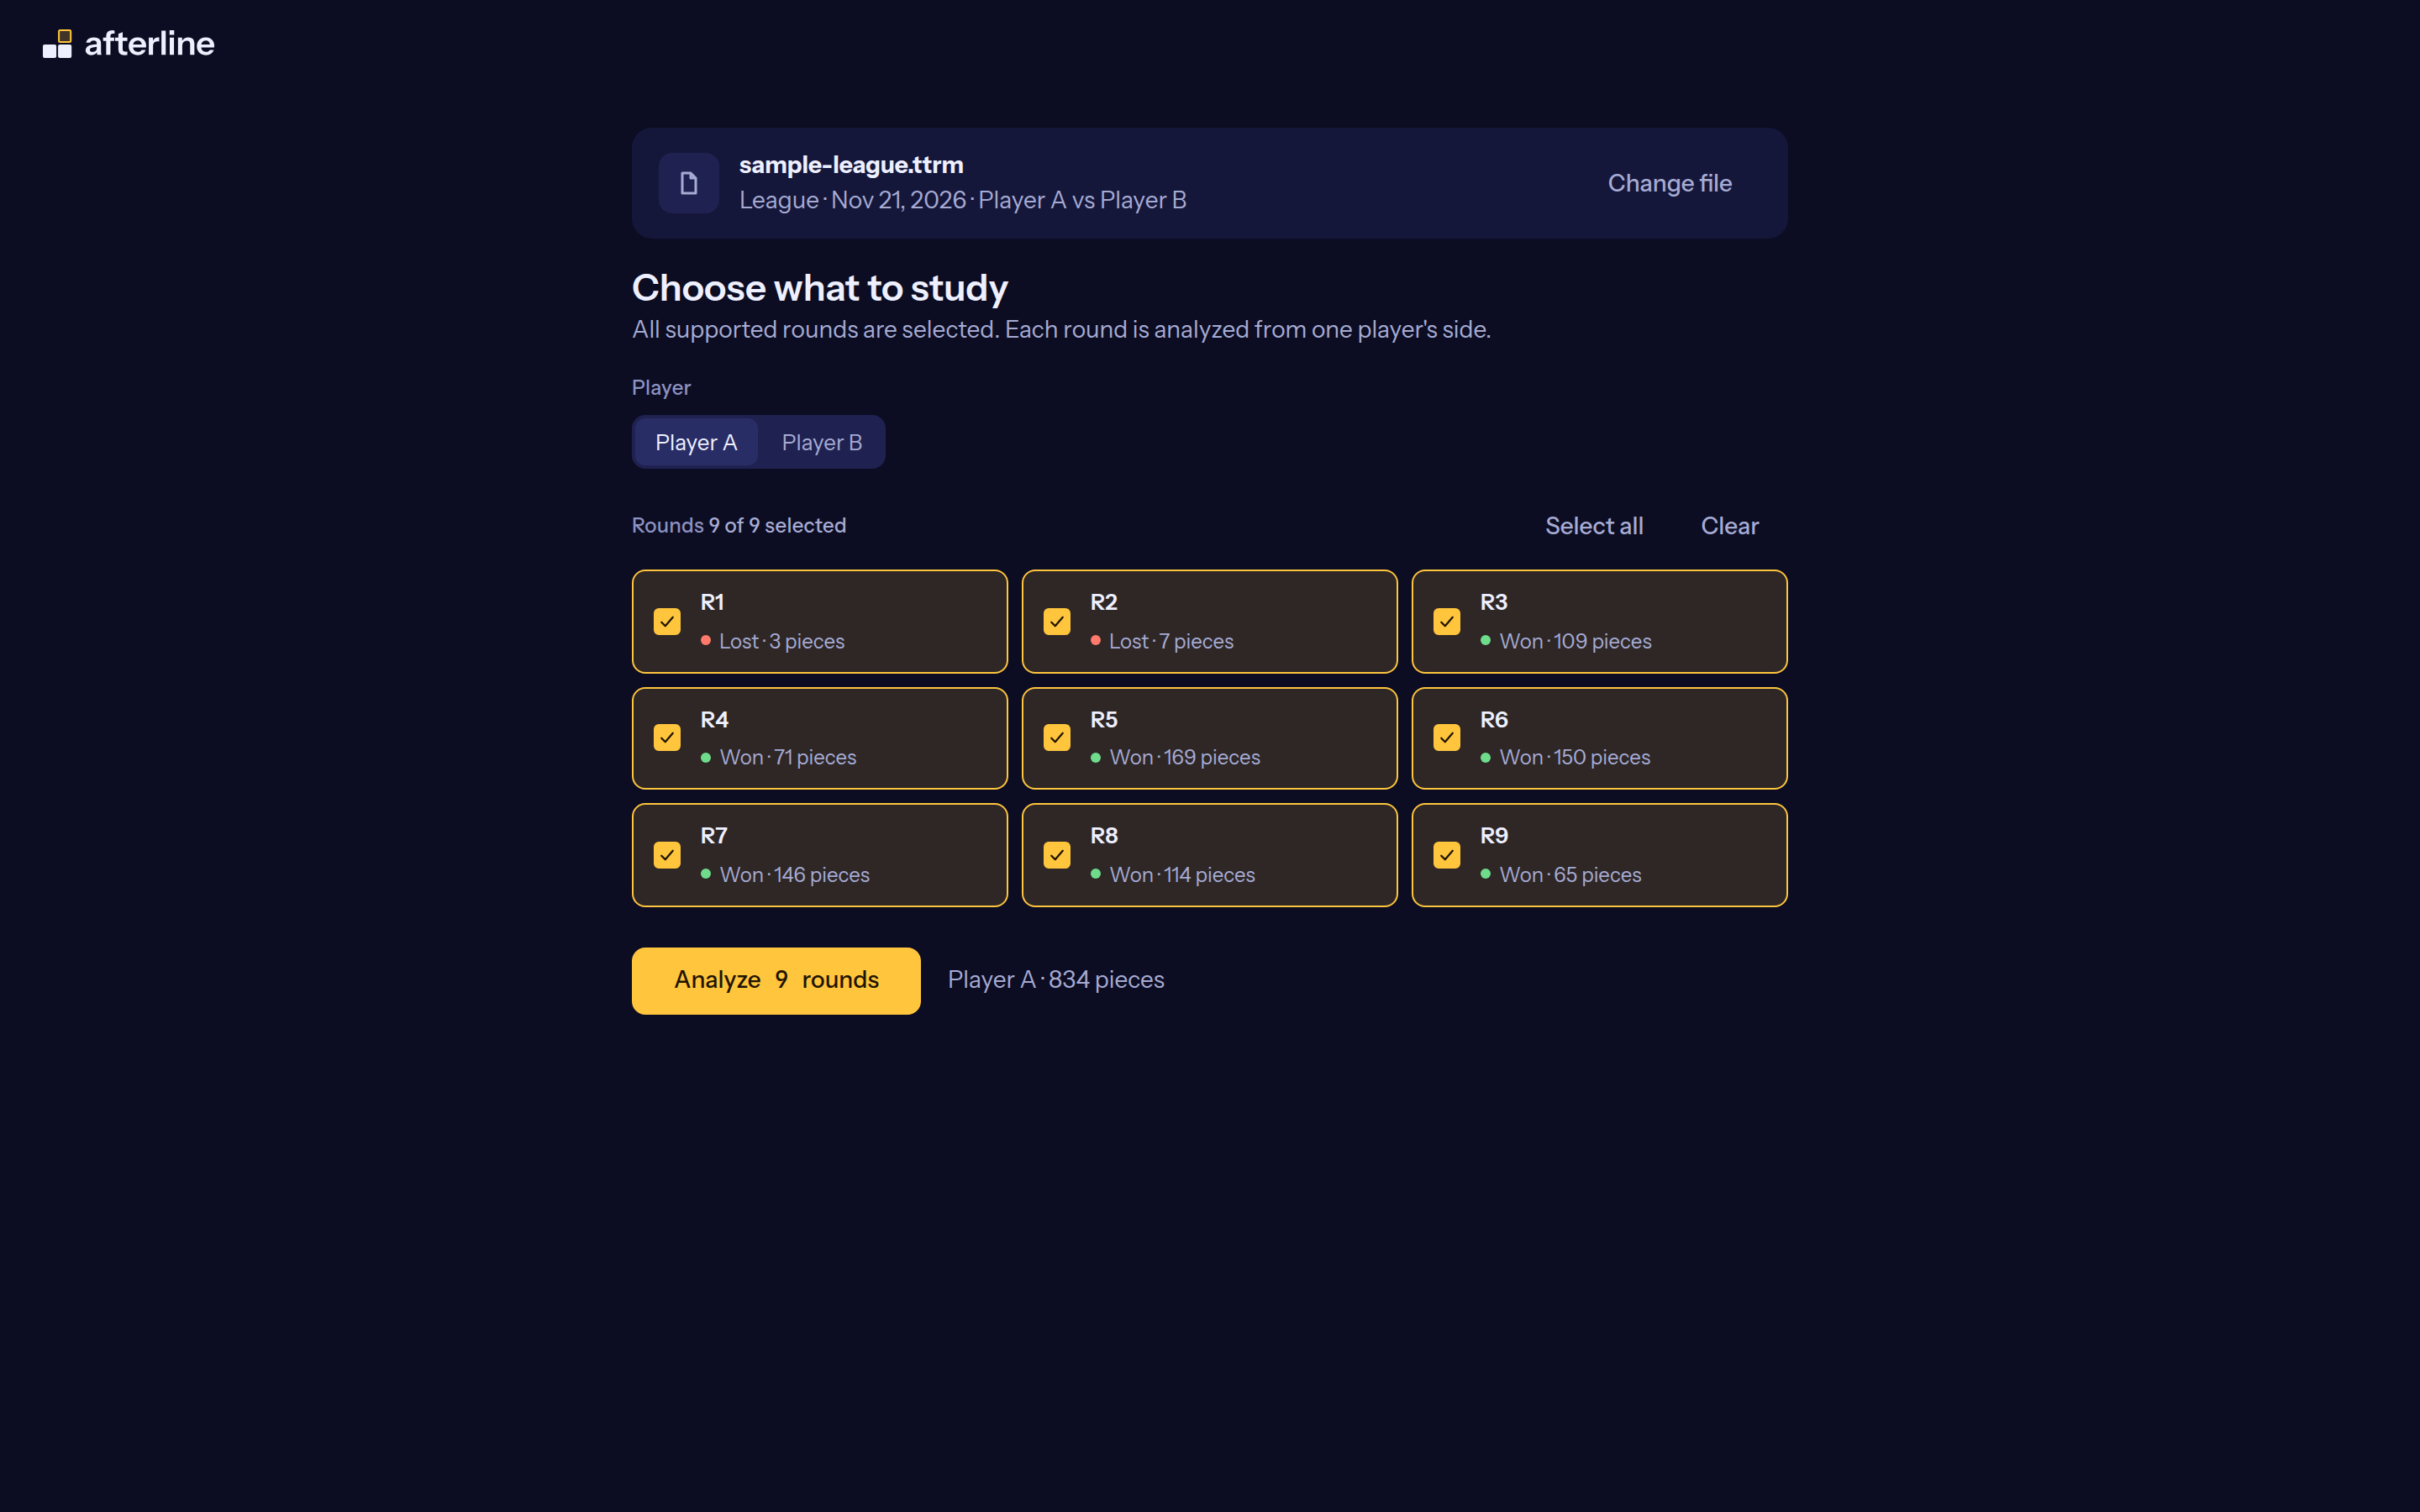 afterline
sample-league.ttrm
League · Nov 21, 2026 · Player A vs Player B
Change file
Choose what to study
All supported rounds are selected. Each round is analyzed from one player's side.
Player
Player A
Player B
Rounds 9 of 9 selected
Select all
Clear
R1
Lost · 3 pieces
R2
Lost · 7 pieces
R3
Won · 109 pieces
R4
Won · 71 pieces
R5
Won · 169 pieces
R6
Won · 150 pieces
R7
Won · 146 pieces
R8
Won · 114 pieces
R9
Won · 65 pieces
Analyze 9 rounds
Player A · 834 pieces